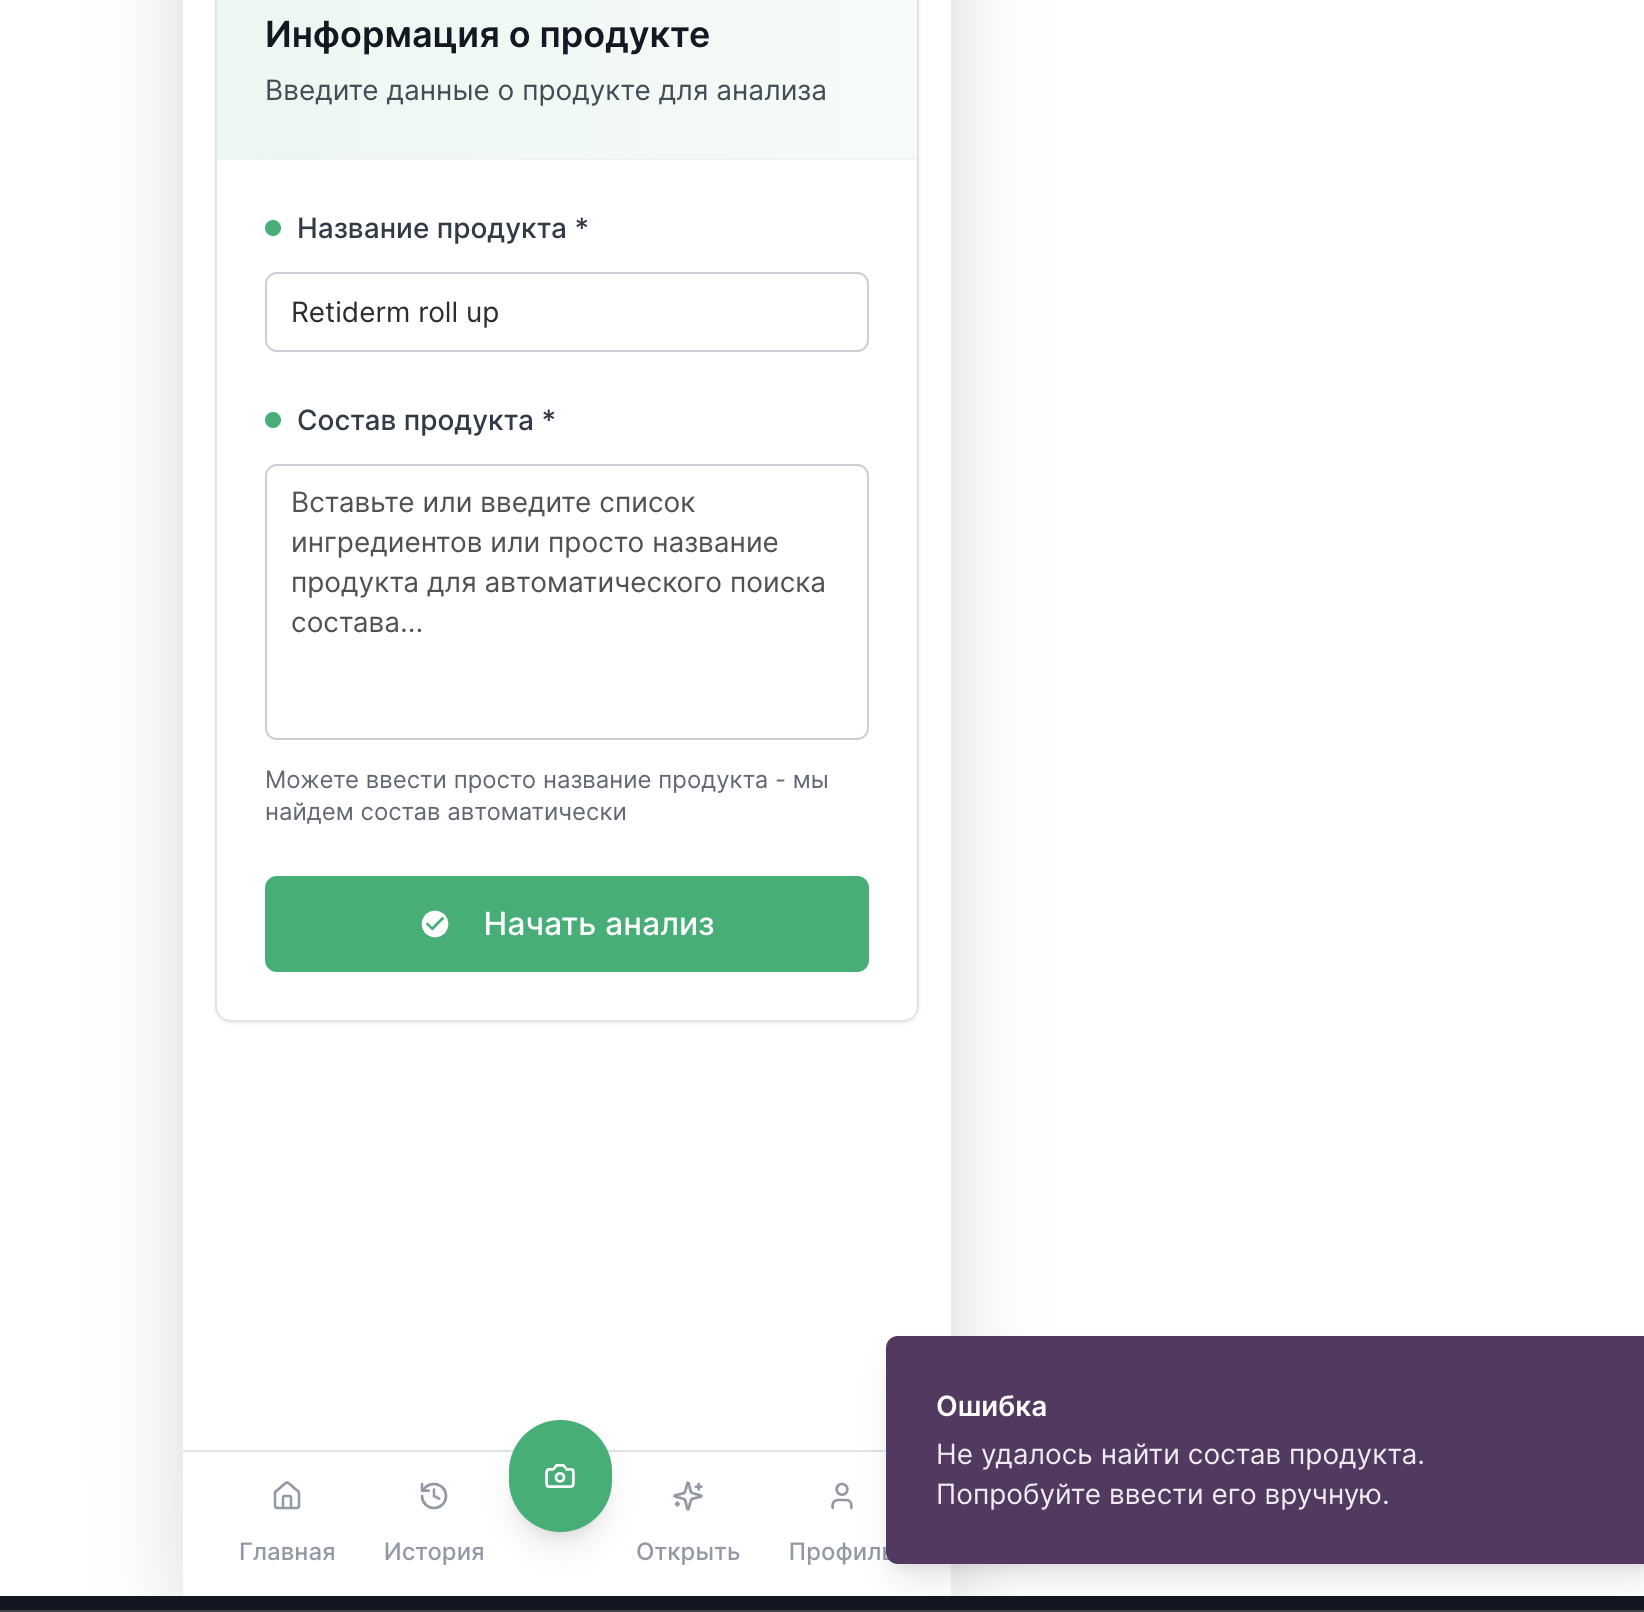 Информация о продукте
Введите данные о продукте для анализа
Название продукта *
Retiderm roll up
Состав продукта *
Вставьте или введите список
ингредиентов или просто название
продукта для автоматического поиска
состава...
Можете ввести просто название продукта - мы
найдем состав автоматически
Начать анализ
Ошибка
Не удалось найти состав продукта.
Попробуйте ввести его вручную.
Главная
История
Открыть
Профиль